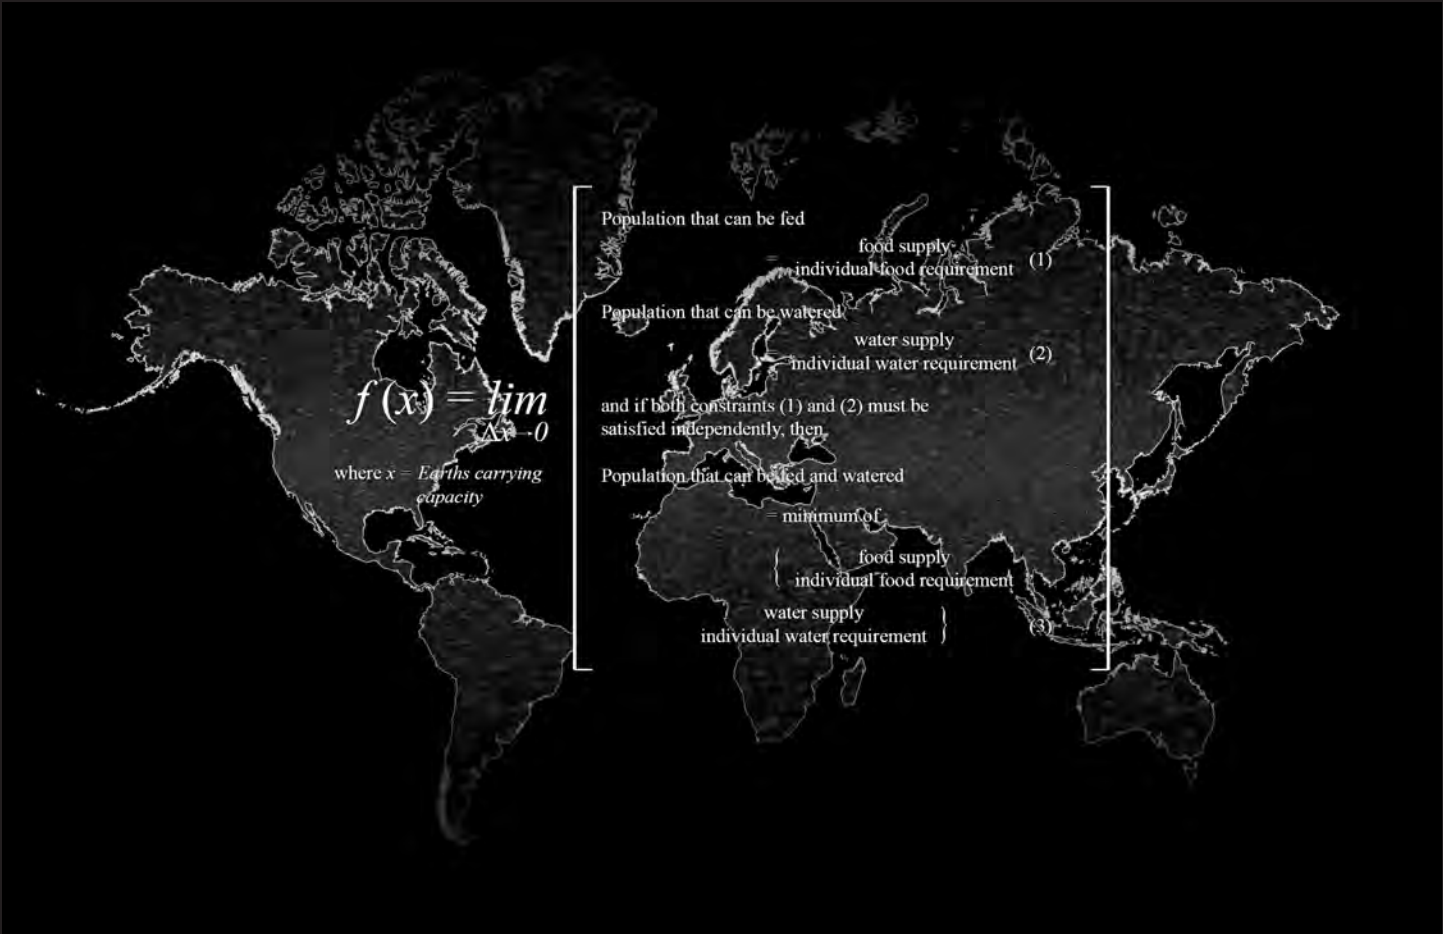 f (x) = lim
Δx→0
where x = Earths carrying
capacity
Population that can be fed
= food supply
individual food requirement (1)
Population that can be watered
water supply
individual water requirement (2)
and if both constraints (1) and (2) must be
satisfied independently, then
Population that can be fed and watered
= minimum of
{ food supply
individual food requirement
water supply }
individual water requirement (3)